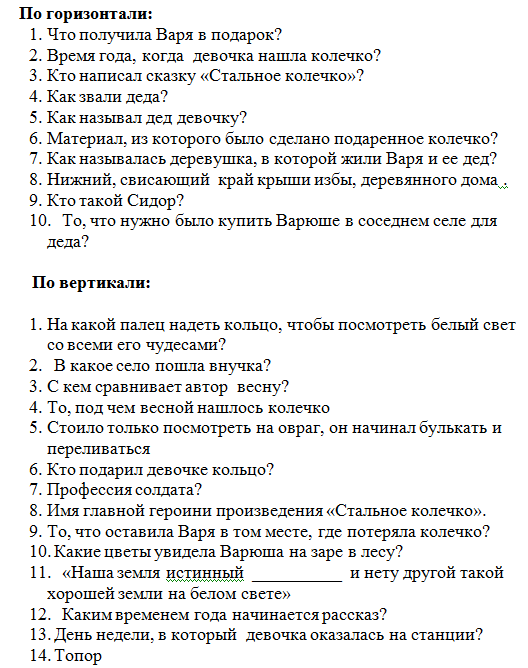 По горизонтали:
1. Что получила Варя в подарок?
2. Время года, когда девочка нашла колечко?
3. Кто написал сказку «Стальное колечко»?
4. Как звали деда?
5. Как называл дед девочку?
6. Материал, из которого было сделано подаренное колечко?
7. Как называлась деревушка, в которой жили Варя и ее дед?
8. Нижний, свисающий край крыши избы, деревянного дома .
9. Кто такой Сидор?
10. То, что нужно было купить Варюше в соседнем селе для
деда?
По вертикали:
1. На какой палец надеть кольцо, чтобы посмотреть белый свет
со всеми его чудесами?
2. В какое село пошла внучка?
3. С кем сравнивает автор весну?
4. То, под чем весной нашлось колечко
5. Стоило только посмотреть на овраг, он начинал булькать и
переливаться
6. Кто подарил девочке кольцо?
7. Профессия солдата?
8. Имя главной героини произведения «Стальное колечко».
9. То, что оставила Варя в том месте, где потеряла колечко?
10. Какие цветы увидела Варюша на заре в лесу?
11. «Наша земля истинный __________ и нету другой такой
хорошей земли на белом свете»
12. Каким временем года начинается рассказ?
13. День недели, в который девочка оказалась на станции?
14. Топор